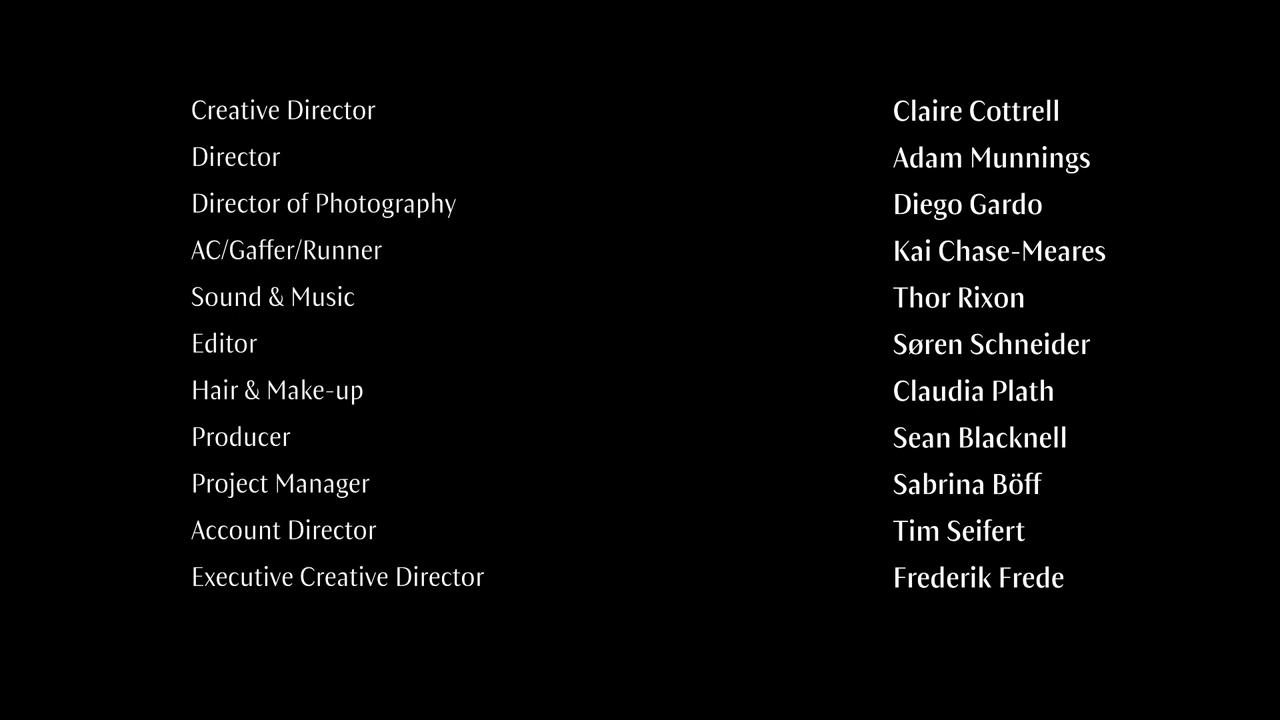 Creative Director Claire Cottrell
Director Adam Munnings
Director of Photography Diego Gardo
AC/Gaffer/Runner Kai Chase-Meares
Sound & Music Thor Rixon
Editor Søren Schneider
Hair & Make-up Claudia Plath
Producer Sean Blacknell
Project Manager Sabrina Böff
Account Director Tim Seifert
Executive Creative Director Frederik Frede